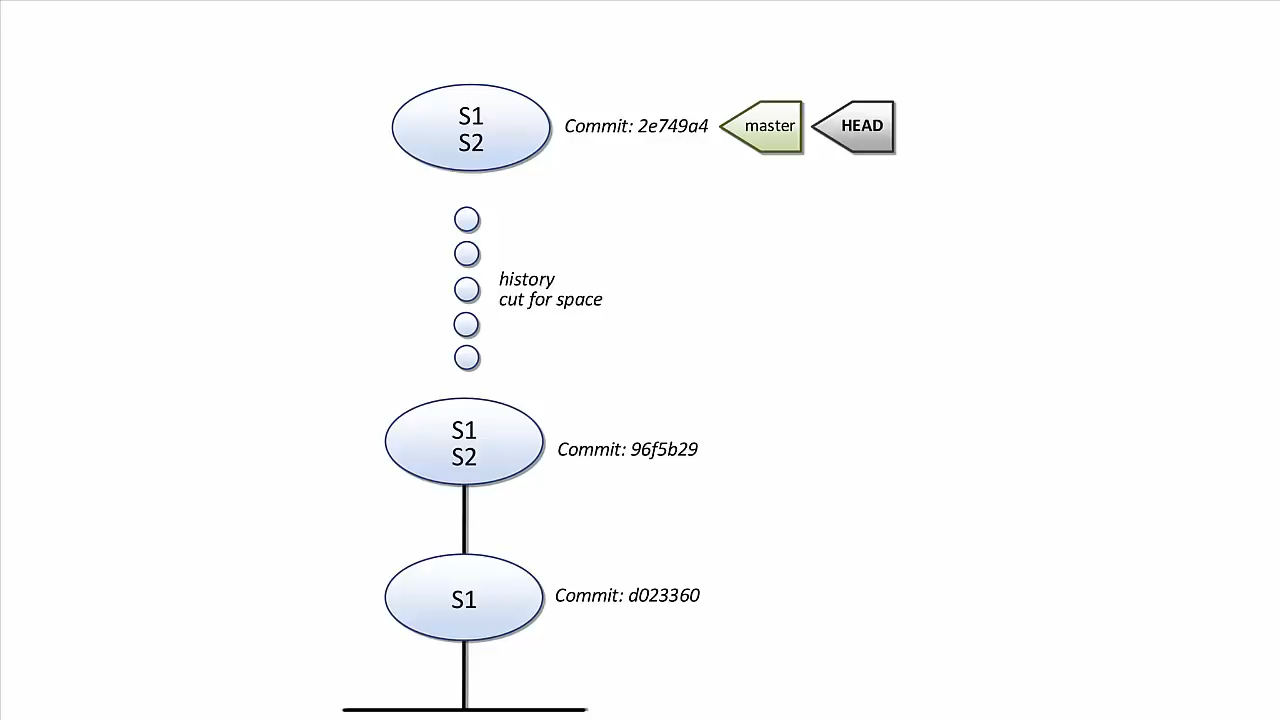 S1
S2
Commit: 2e749a4
master
HEAD
history
cut for space
S1
S2
Commit: 96f5b29
S1
Commit: d023360